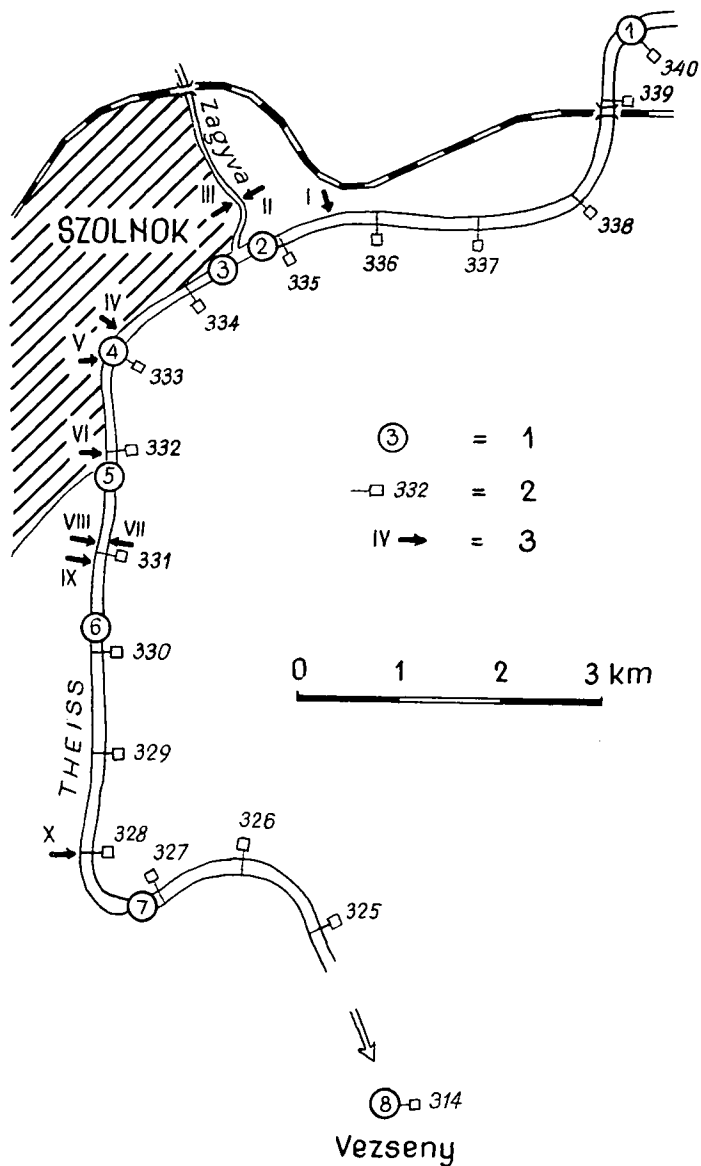 1
340
339
Zagyva
I
III
II
SZOLNOK
338
2
335
336
337
3
334
IV
V
4
333
3 = 1
VI
332
5
332 = 2
VIII
VII
IV = 3
IX
331
6
330
0 1 2 3 km
THEISS
329
X
328
327
326
7
325
8
314
Vezseny